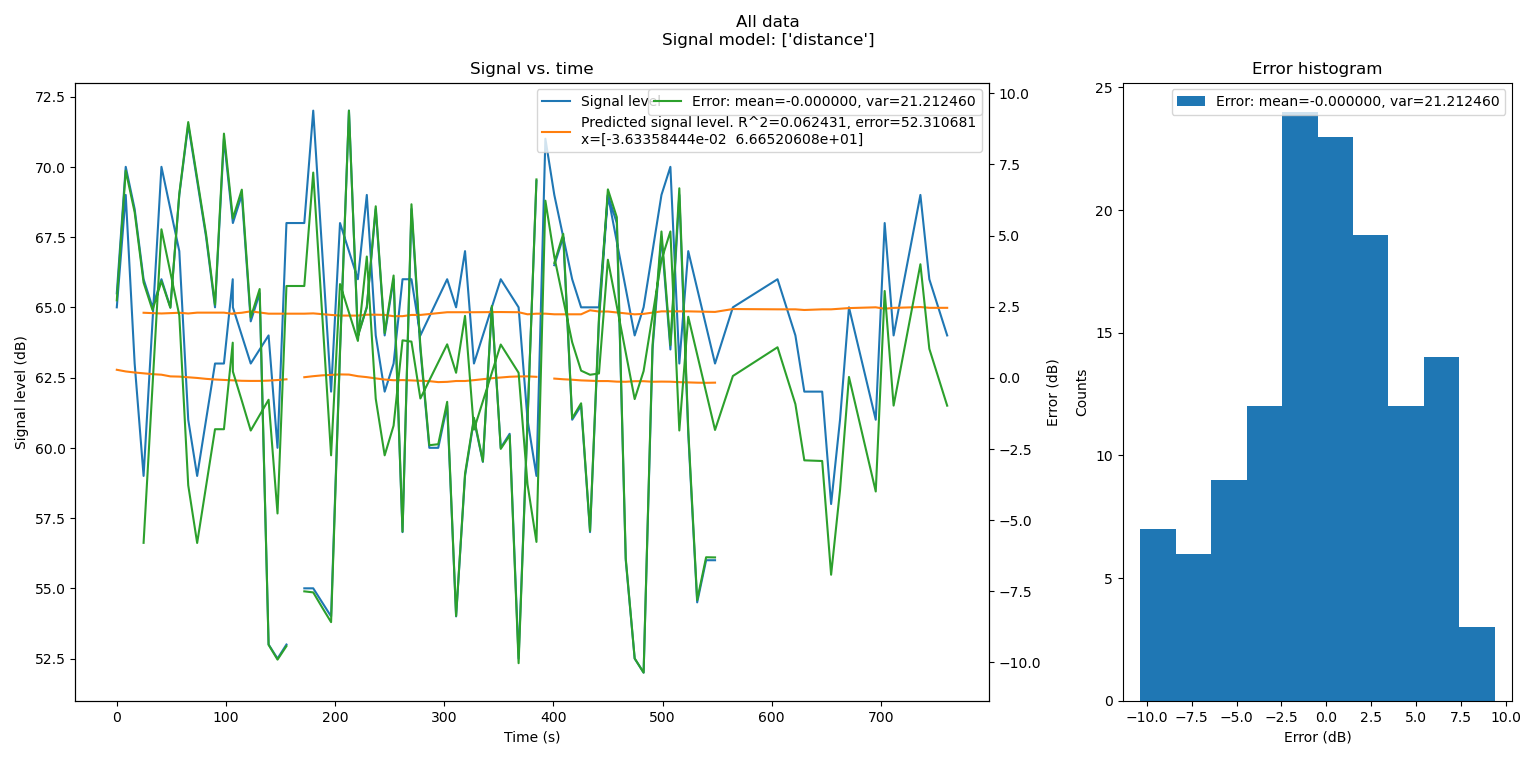 All data
Signal model: ['distance']
Signal vs. time
Signal level
Error: mean=-0.000000, var=21.212460
Predicted signal level. R^2=0.062431, error=52.310681
x=[-3.63358444e-02 6.66520608e+01]
Signal level (dB)
72.5
70.0
67.5
65.0
62.5
60.0
57.5
55.0
52.5
0 100 200 300 400 500 600 700
Time (s)
10.0
7.5
5.0
2.5
0.0
−2.5
−5.0
−7.5
−10.0
Error (dB)
Error histogram
Error: mean=-0.000000, var=21.212460
Counts
25
20
15
10
5
0
−10.0 −7.5 −5.0 −2.5 0.0 2.5 5.0 7.5 10.0
Error (dB)